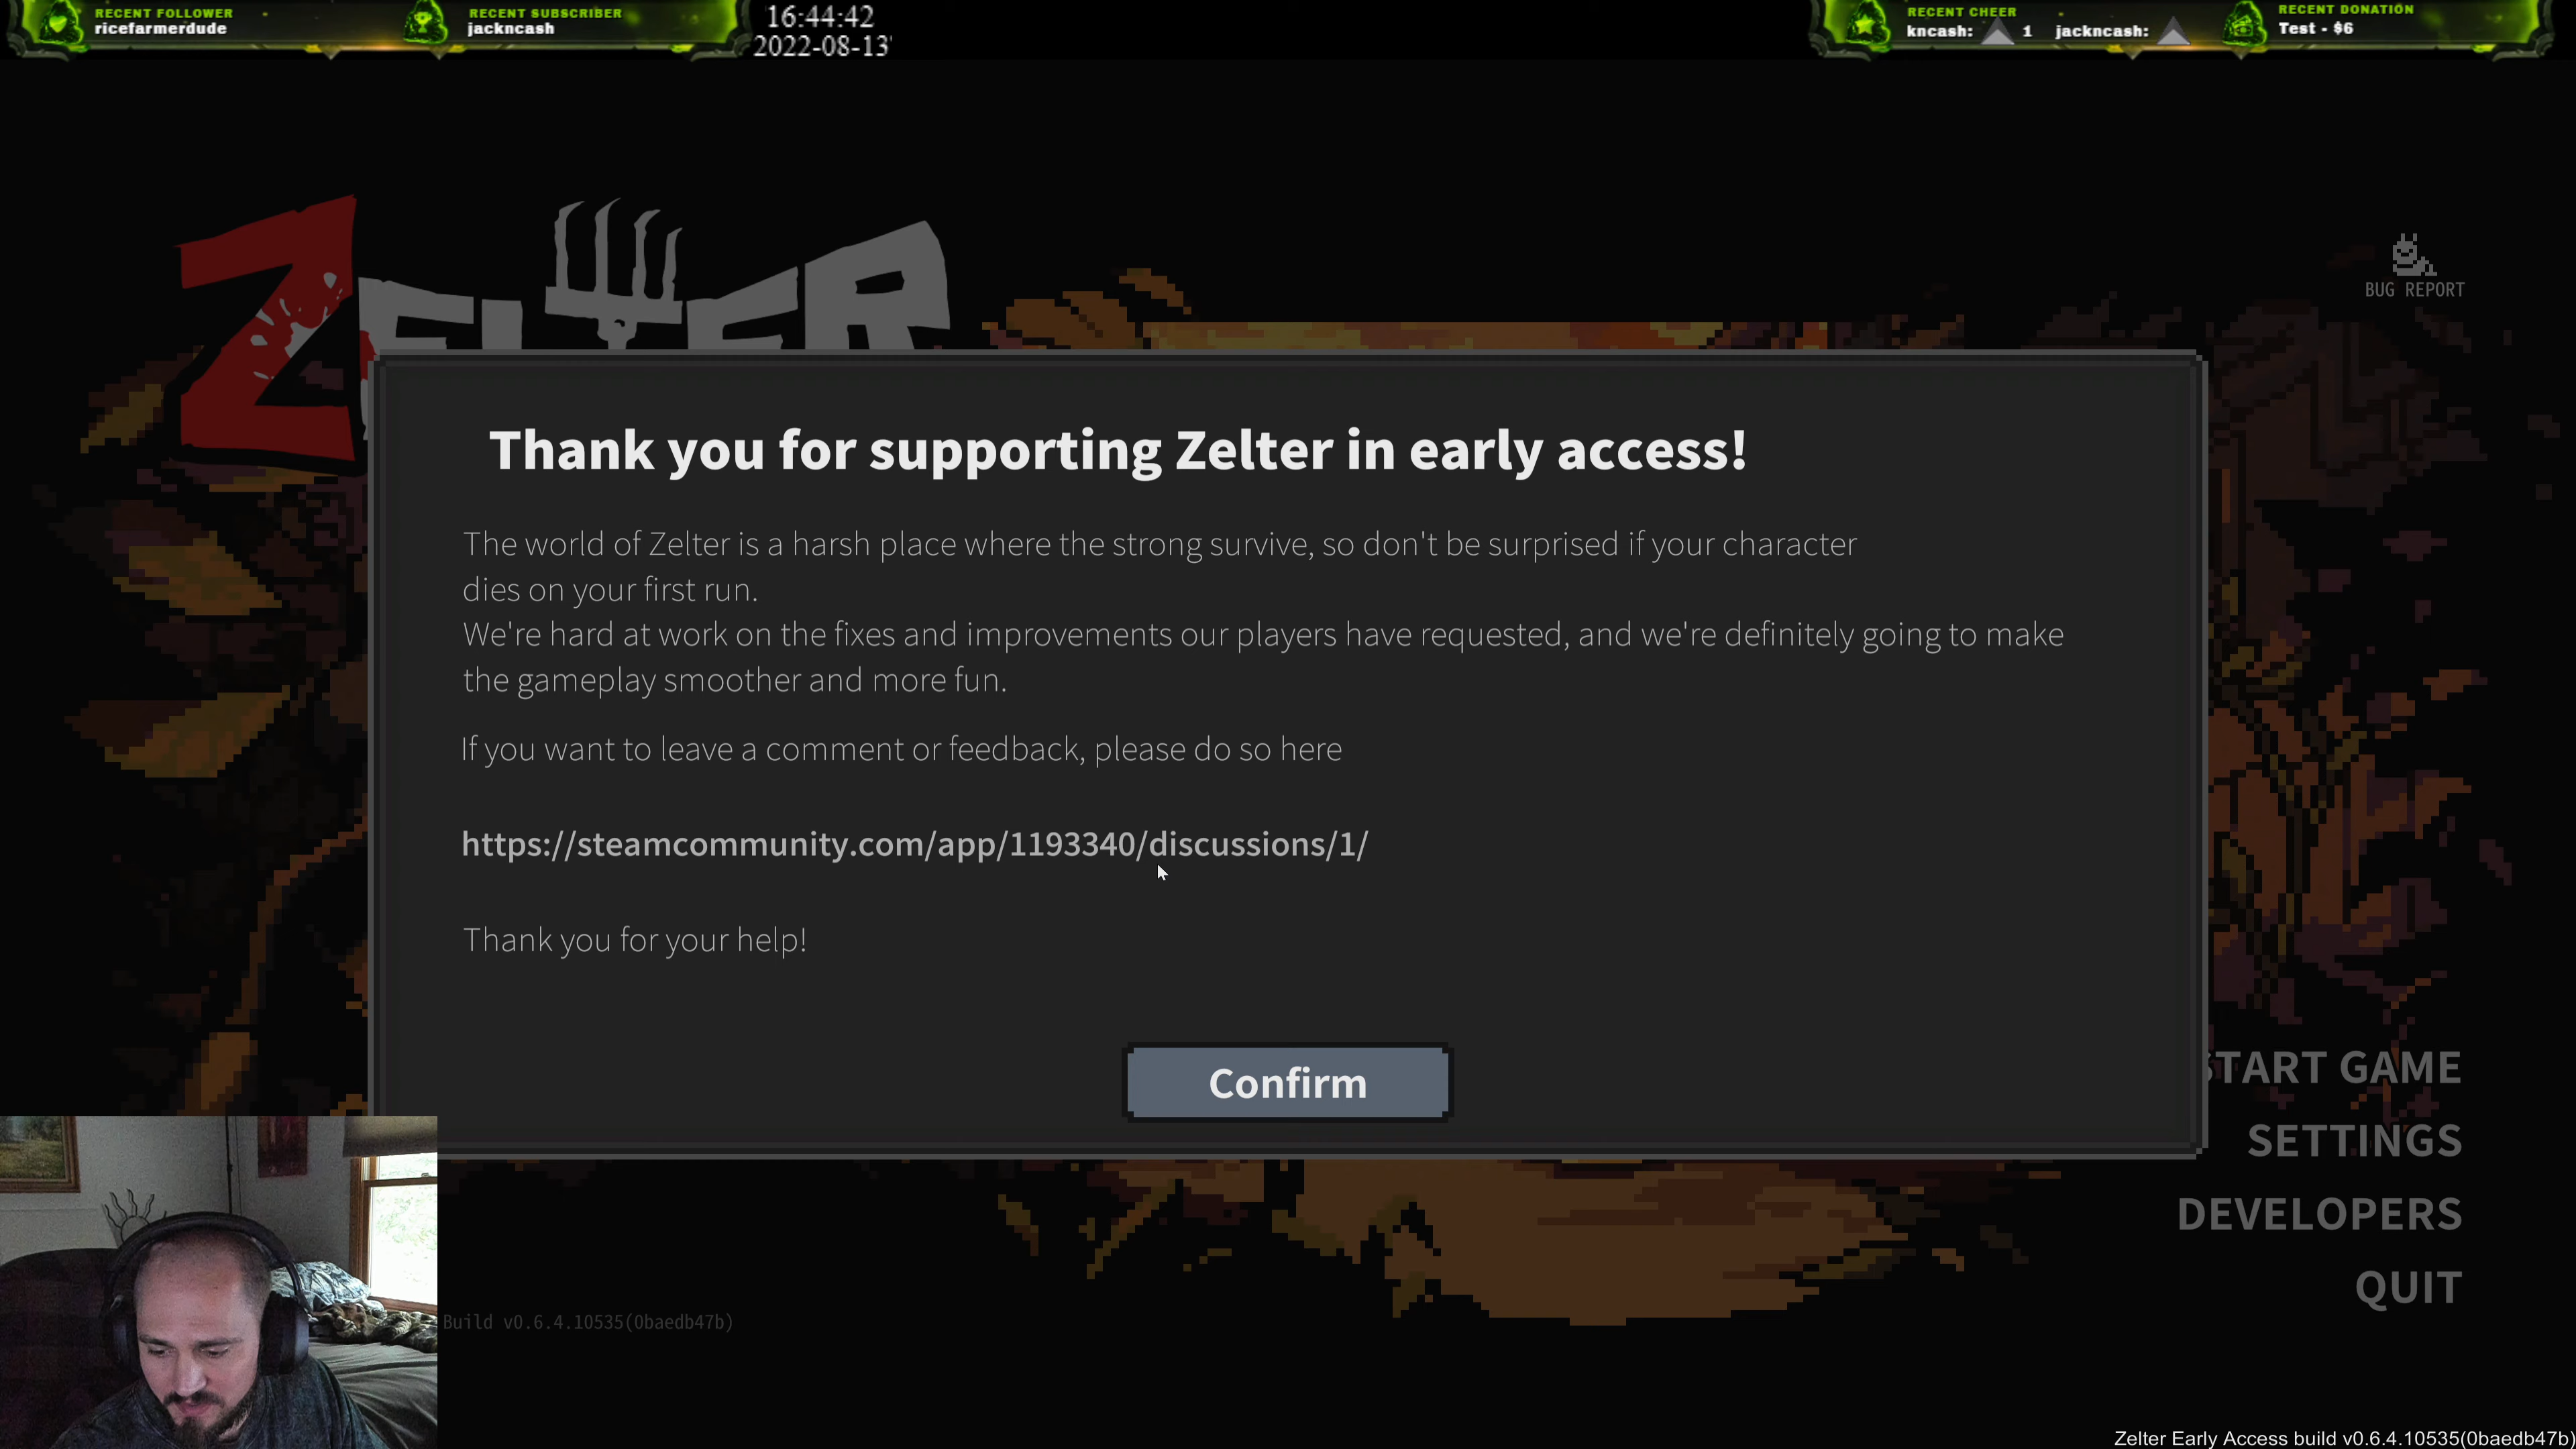 RECENT FOLLOWER
ricefarmerdude
RECENT SUBSCRIBER
jackncash
16:44:42
2022-08-13
RECENT CHEER
kncash: 1 jackncash:
RECENT DONATION
Test - $6
ZELTER
BUG REPORT
Thank you for supporting Zelter in early access!
The world of Zelter is a harsh place where the strong survive, so don't be surprised if your character
dies on your first run.
We're hard at work on the fixes and improvements our players have requested, and we're definitely going to make
the gameplay smoother and more fun.
If you want to leave a comment or feedback, please do so here
https://steamcommunity.com/app/1193340/discussions/1/
Thank you for your help!
Confirm
START GAME
SETTINGS
DEVELOPERS
QUIT
Build v0.6.4.10535(0baedb47b)
Zelter Early Access build v0.6.4.10535(0baedb47b)